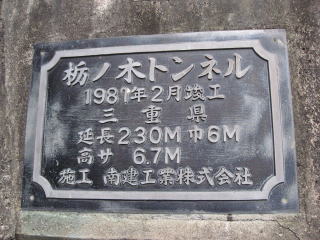 栃ノ木トンネル
1981年2月竣工
三重県
延長230M 巾6M
高サ 6.7M
施工 南建工業株式会社